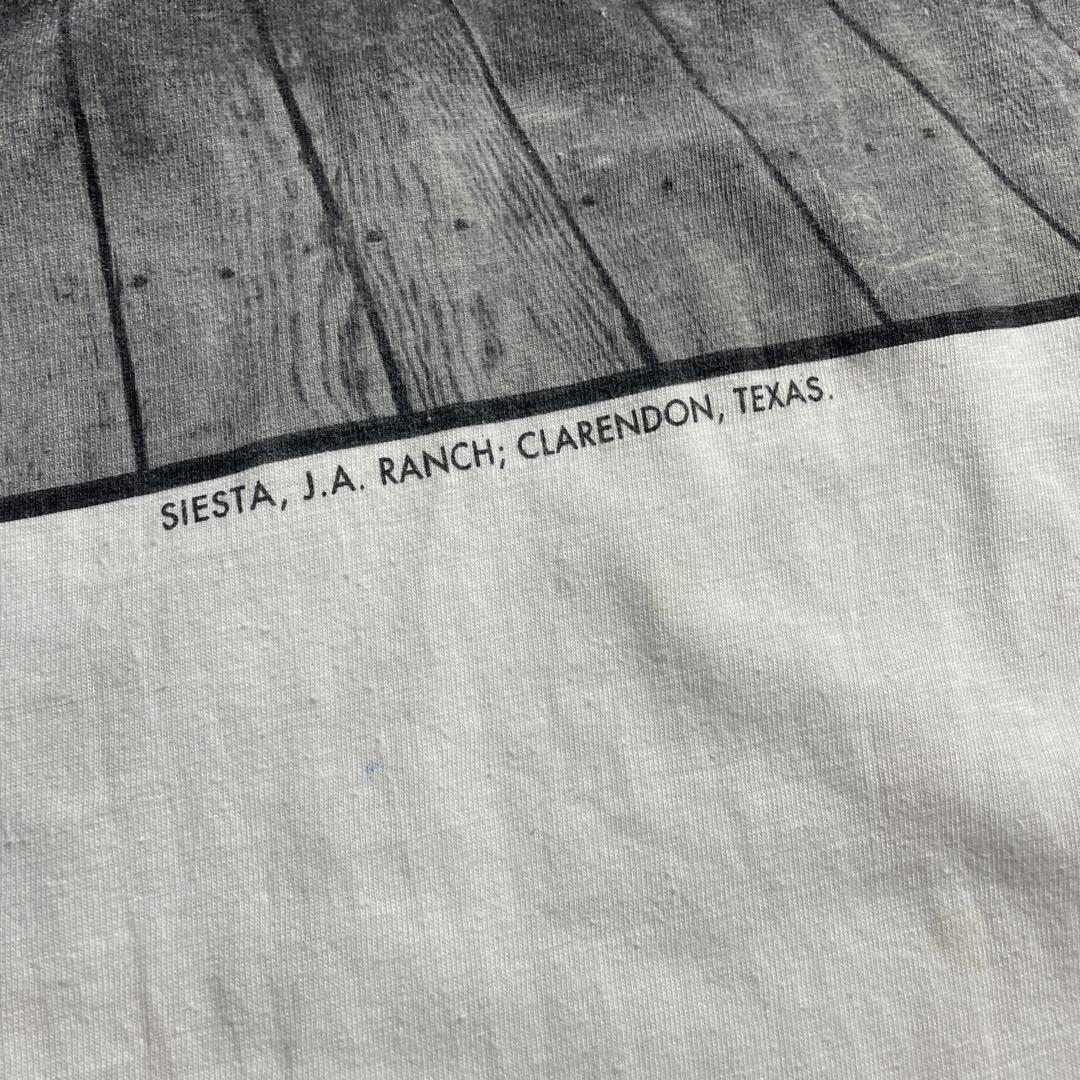 SIESTA, J.A. RANCH; CLARENDON, TEXAS.